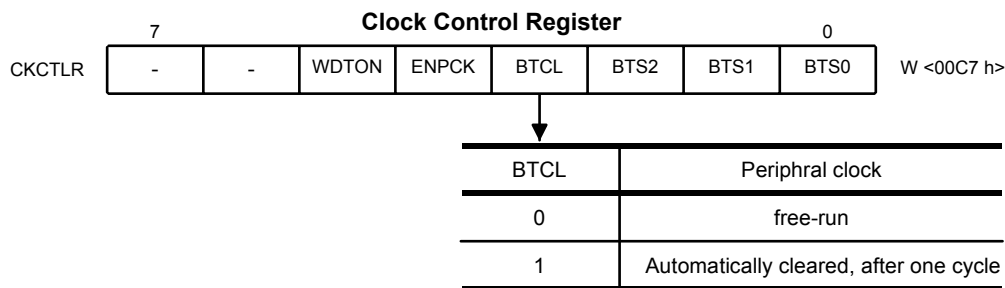 Clock Control Register
7 0
CKCTLR - - WDTON ENPCK BTCL BTS2 BTS1 BTS0 W <00C7 h>
BTCL Periphral clock
0 free-run
1 Automatically cleared, after one cycle